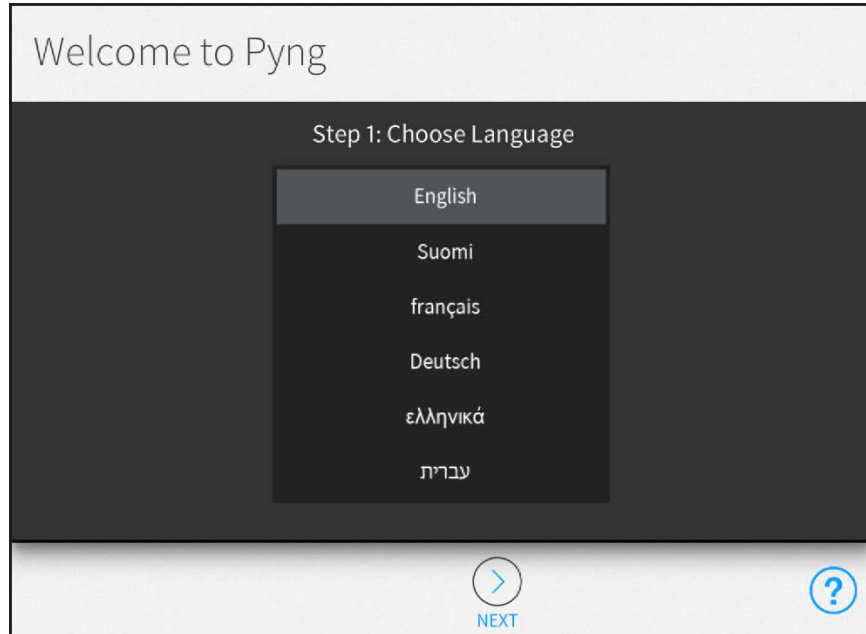 Welcome to Pyng
Step 1: Choose Language
English
Suomi
français
Deutsch
ελληνικά
עברית
NEXT
?